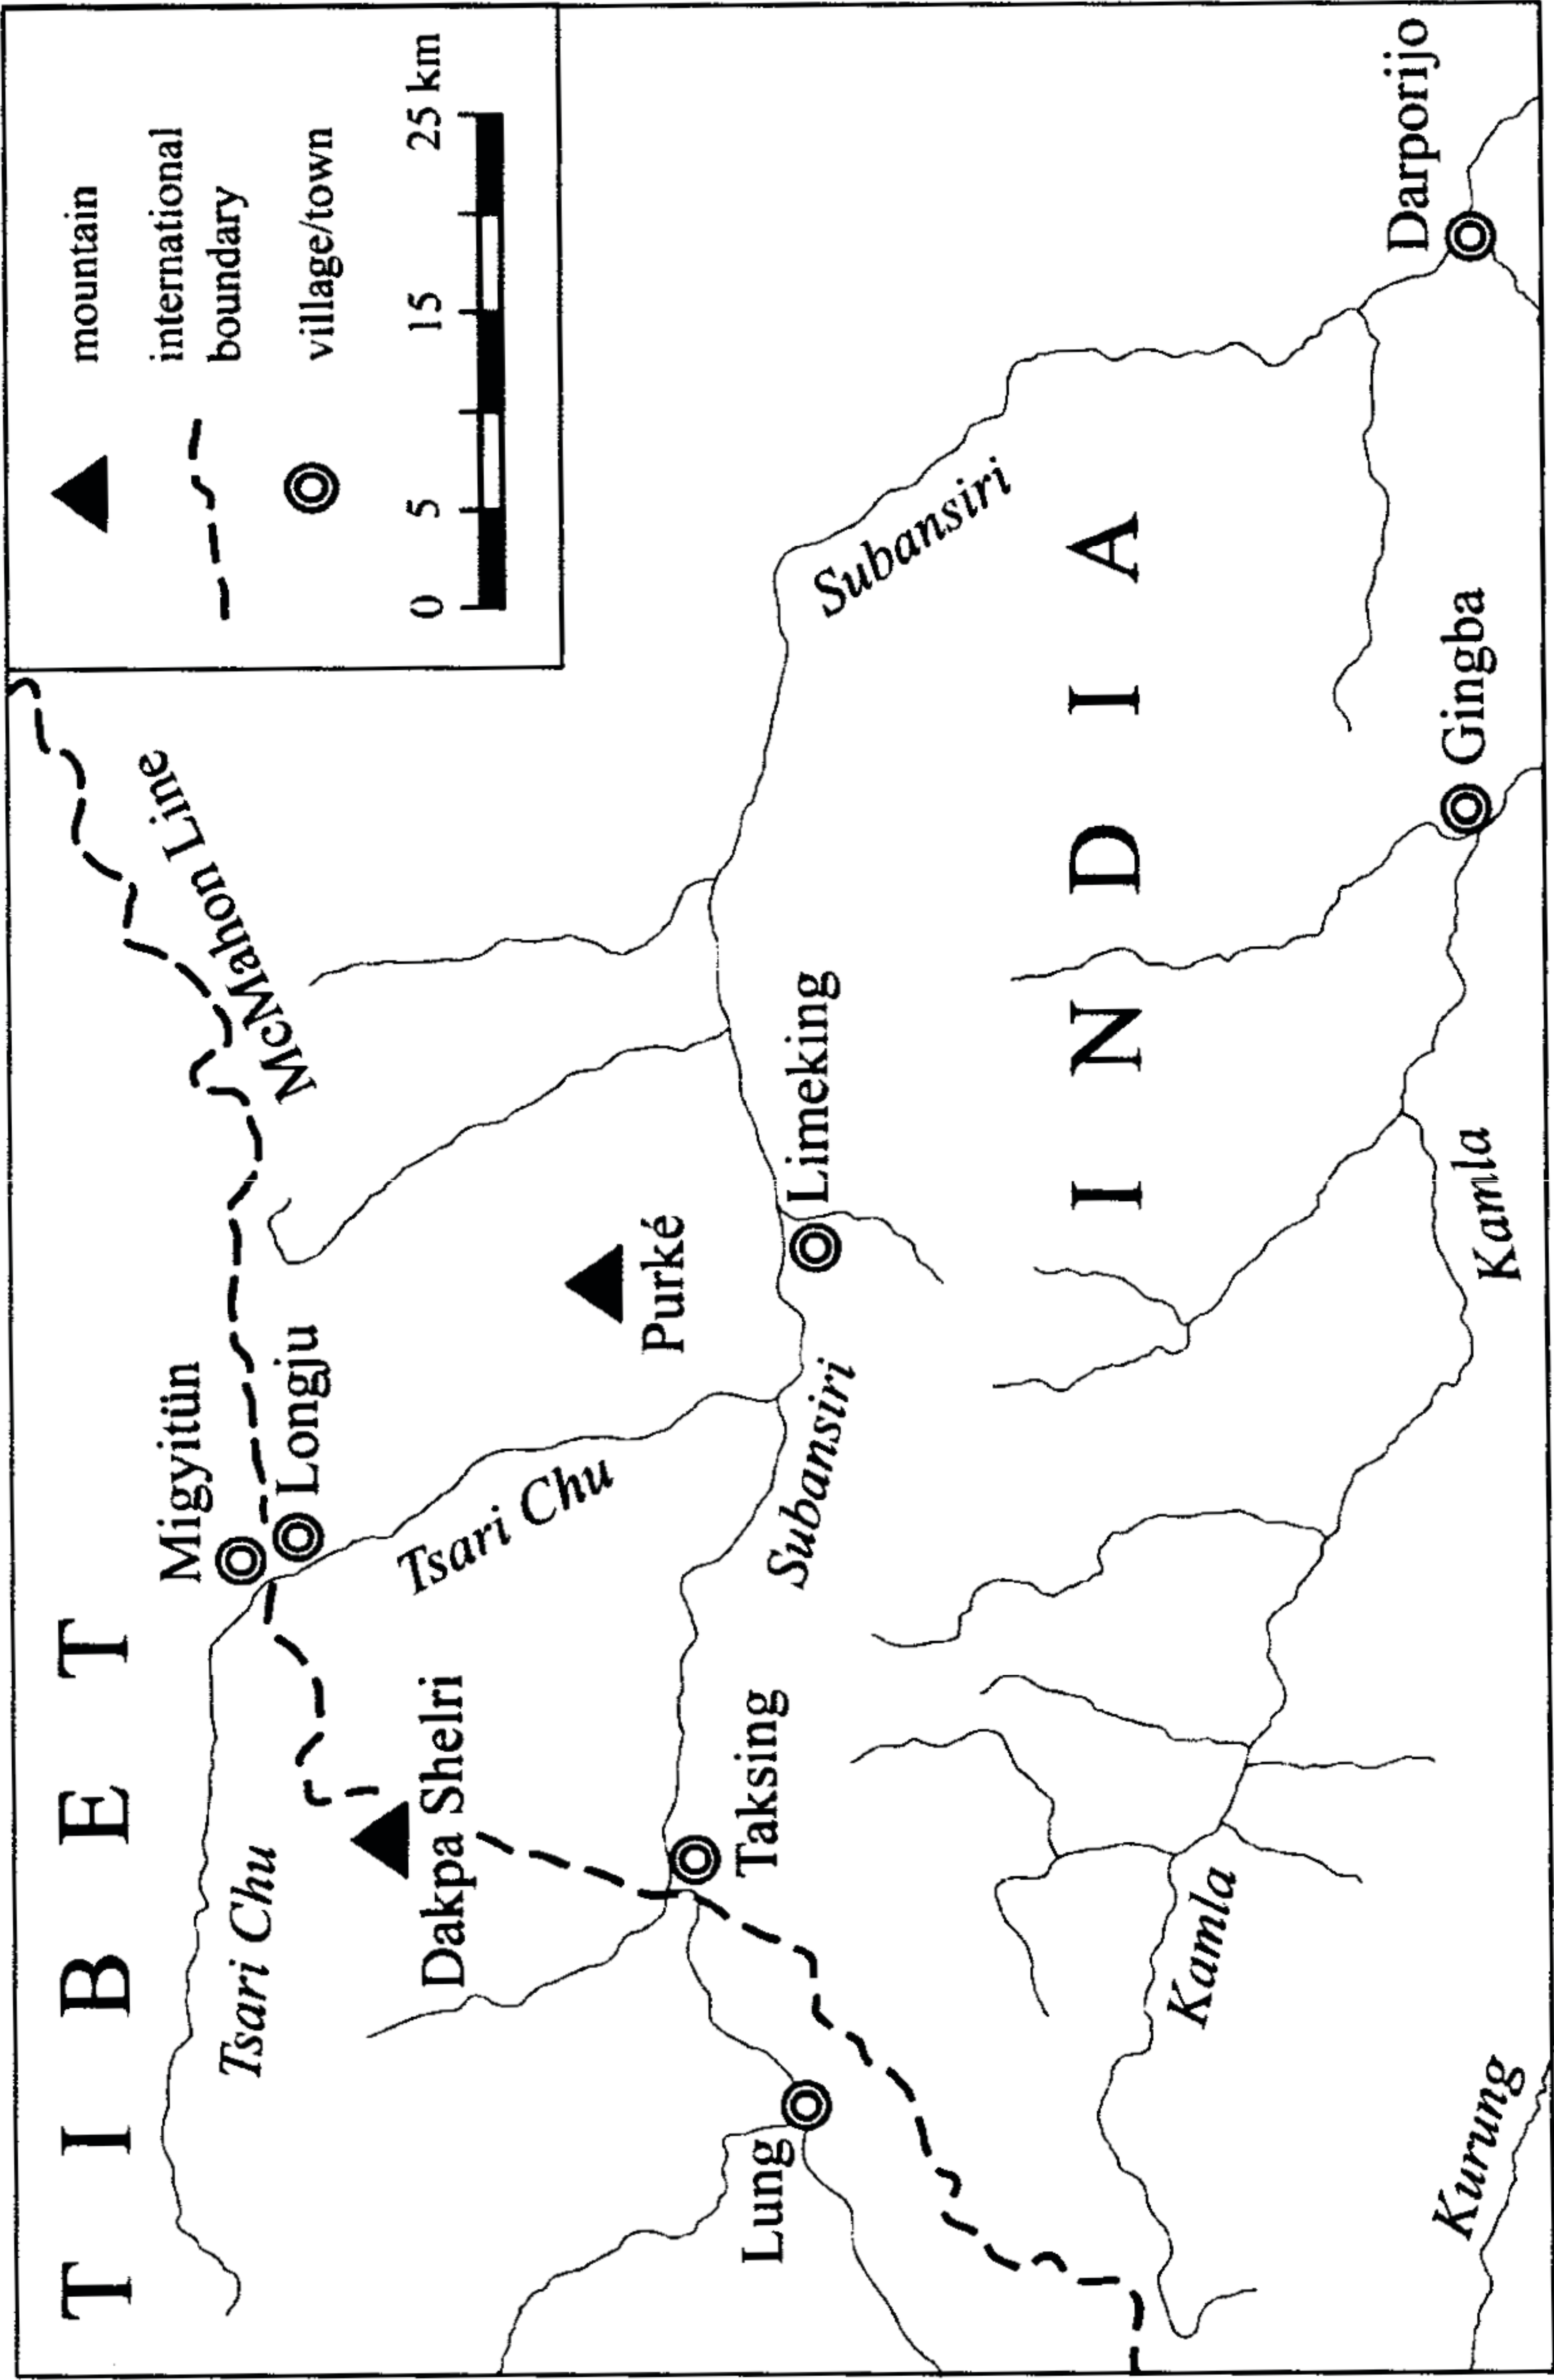 TIBET
mountain
international
boundary
village/town
0 5 15 25 km
McMahon Line
Migyitün
Longju
Tsari Chu
Tsari Chu
Dakpa Shelri
Purké
Taksing
Subansiri
Limeking
Subansiri
Lung
INDIA
Kamla
Kamla
Gingba
Darporijo
Kurung